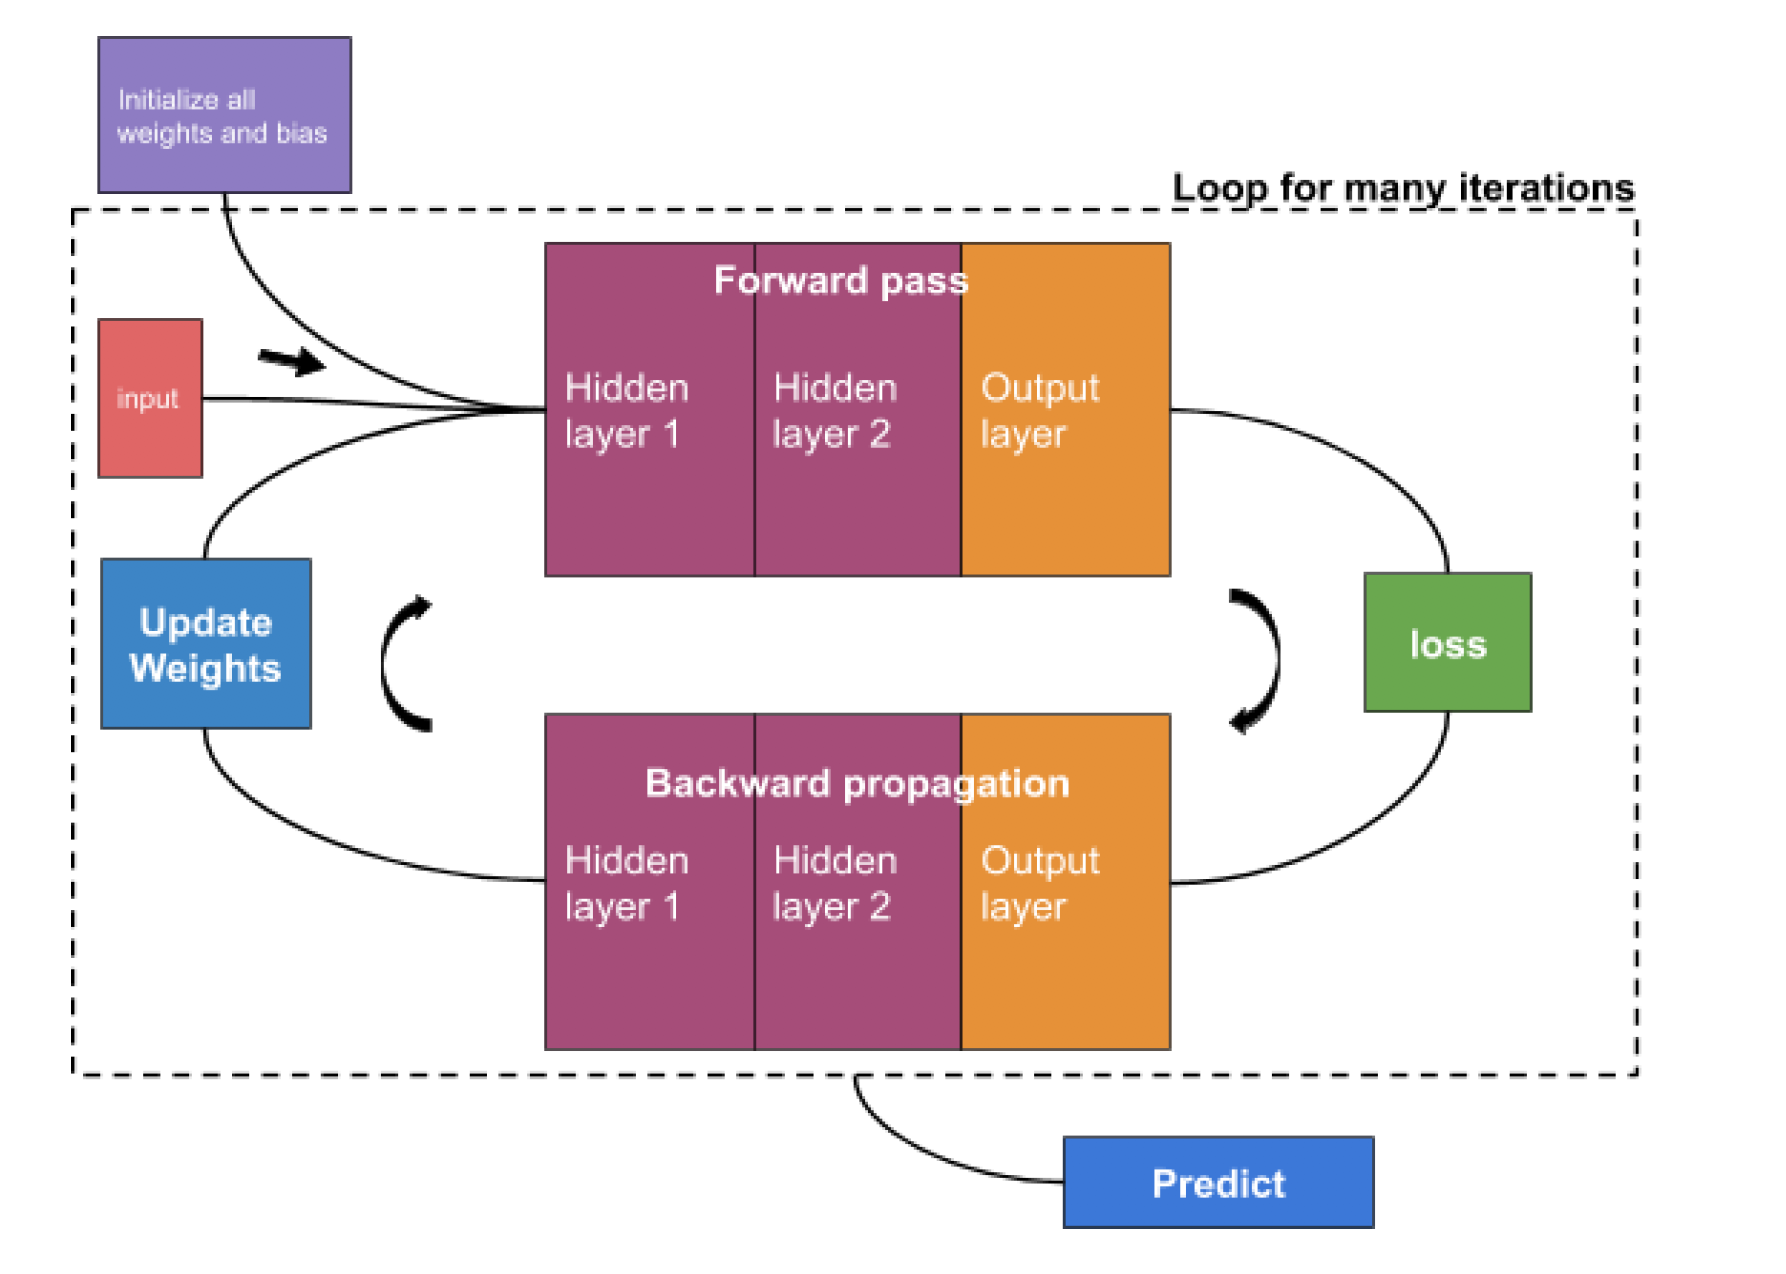 Initialize all
weights and bias
Loop for many iterations
Forward pass
input
Hidden
layer 1
Hidden
layer 2
Output
layer
Update
Weights
loss
Backward propagation
Hidden
layer 1
Hidden
layer 2
Output
layer
Predict